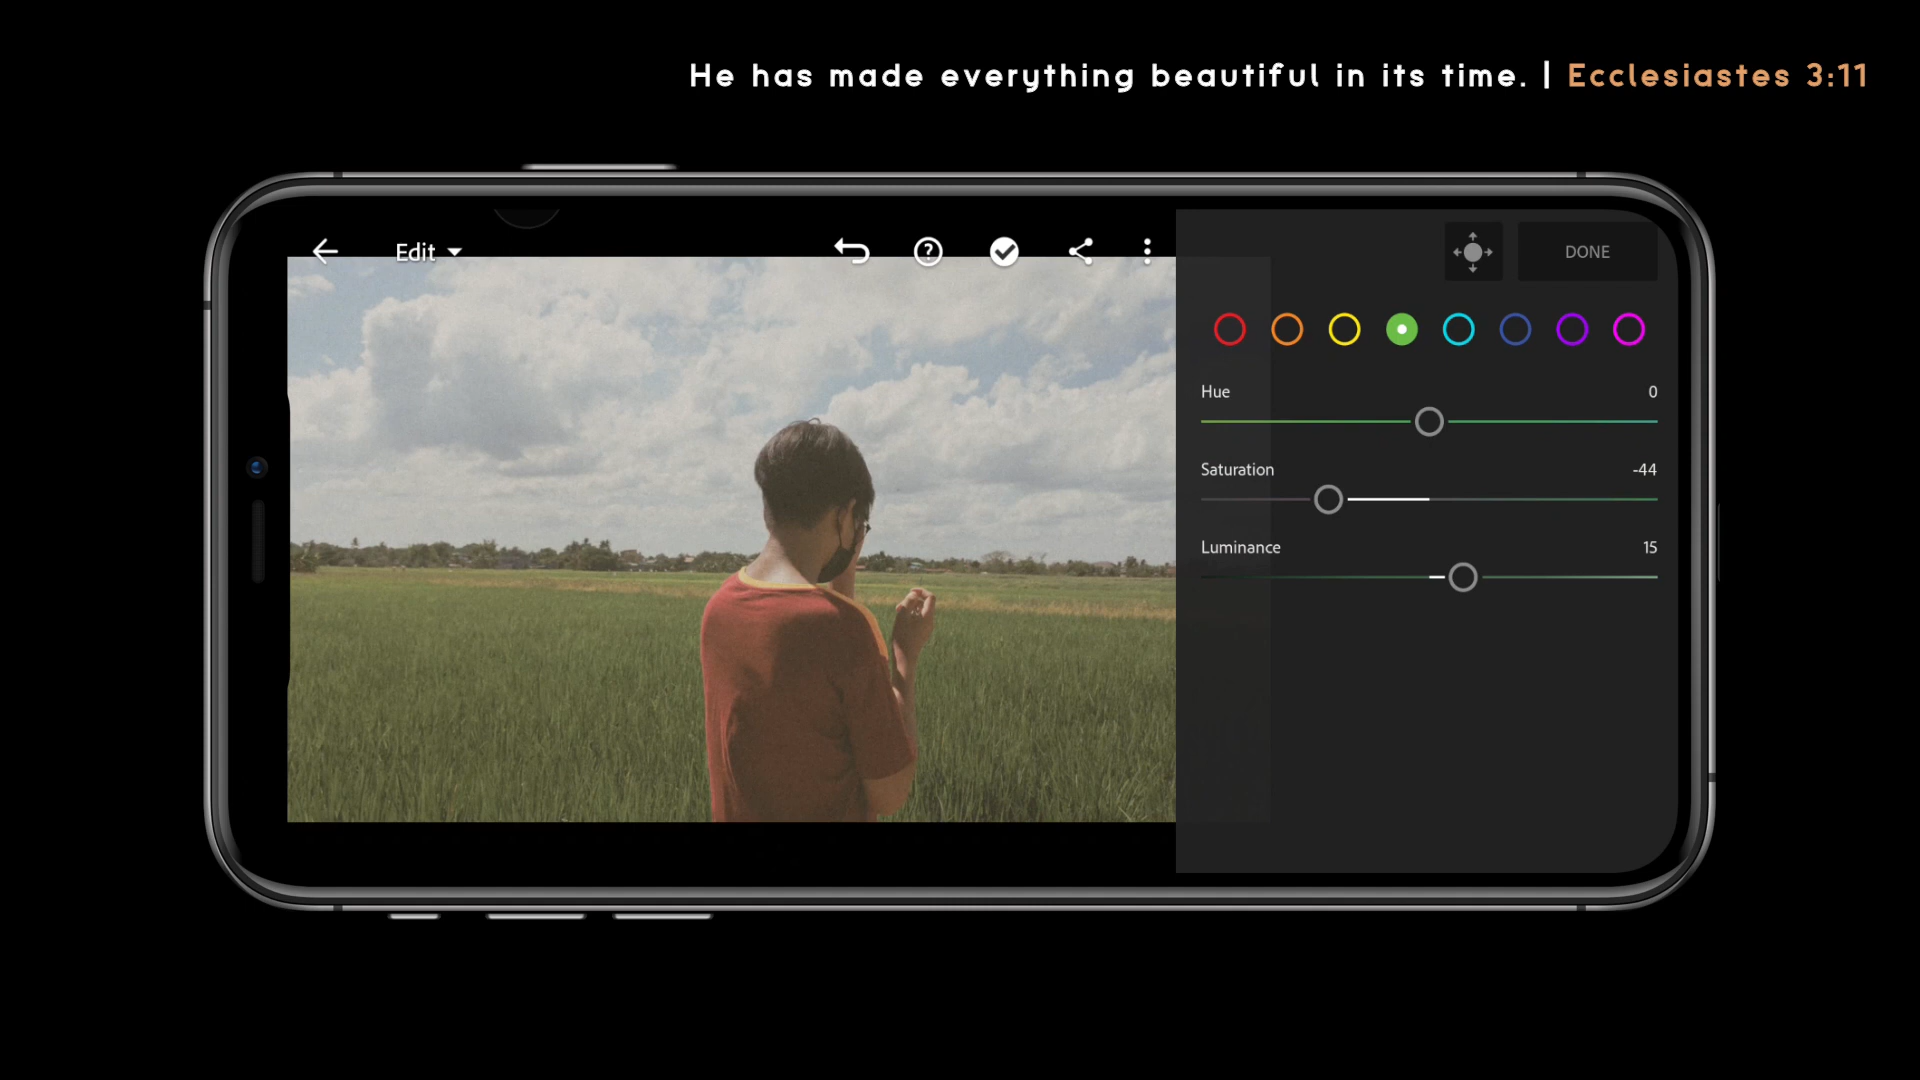 He has made everything beautiful in its time. | Ecclesiastes 3:11
Edit
DONE
Hue 0
Saturation -44
Luminance 15